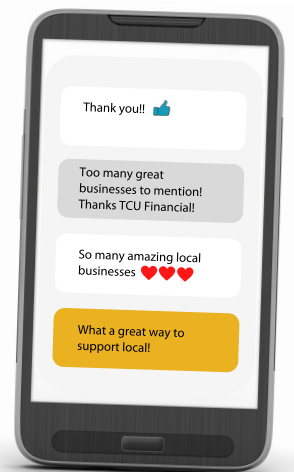 Thank you!!
Too many great
businesses to mention!
Thanks TCU Financial!
So many amazing local
businesses
What a great way to
support local!